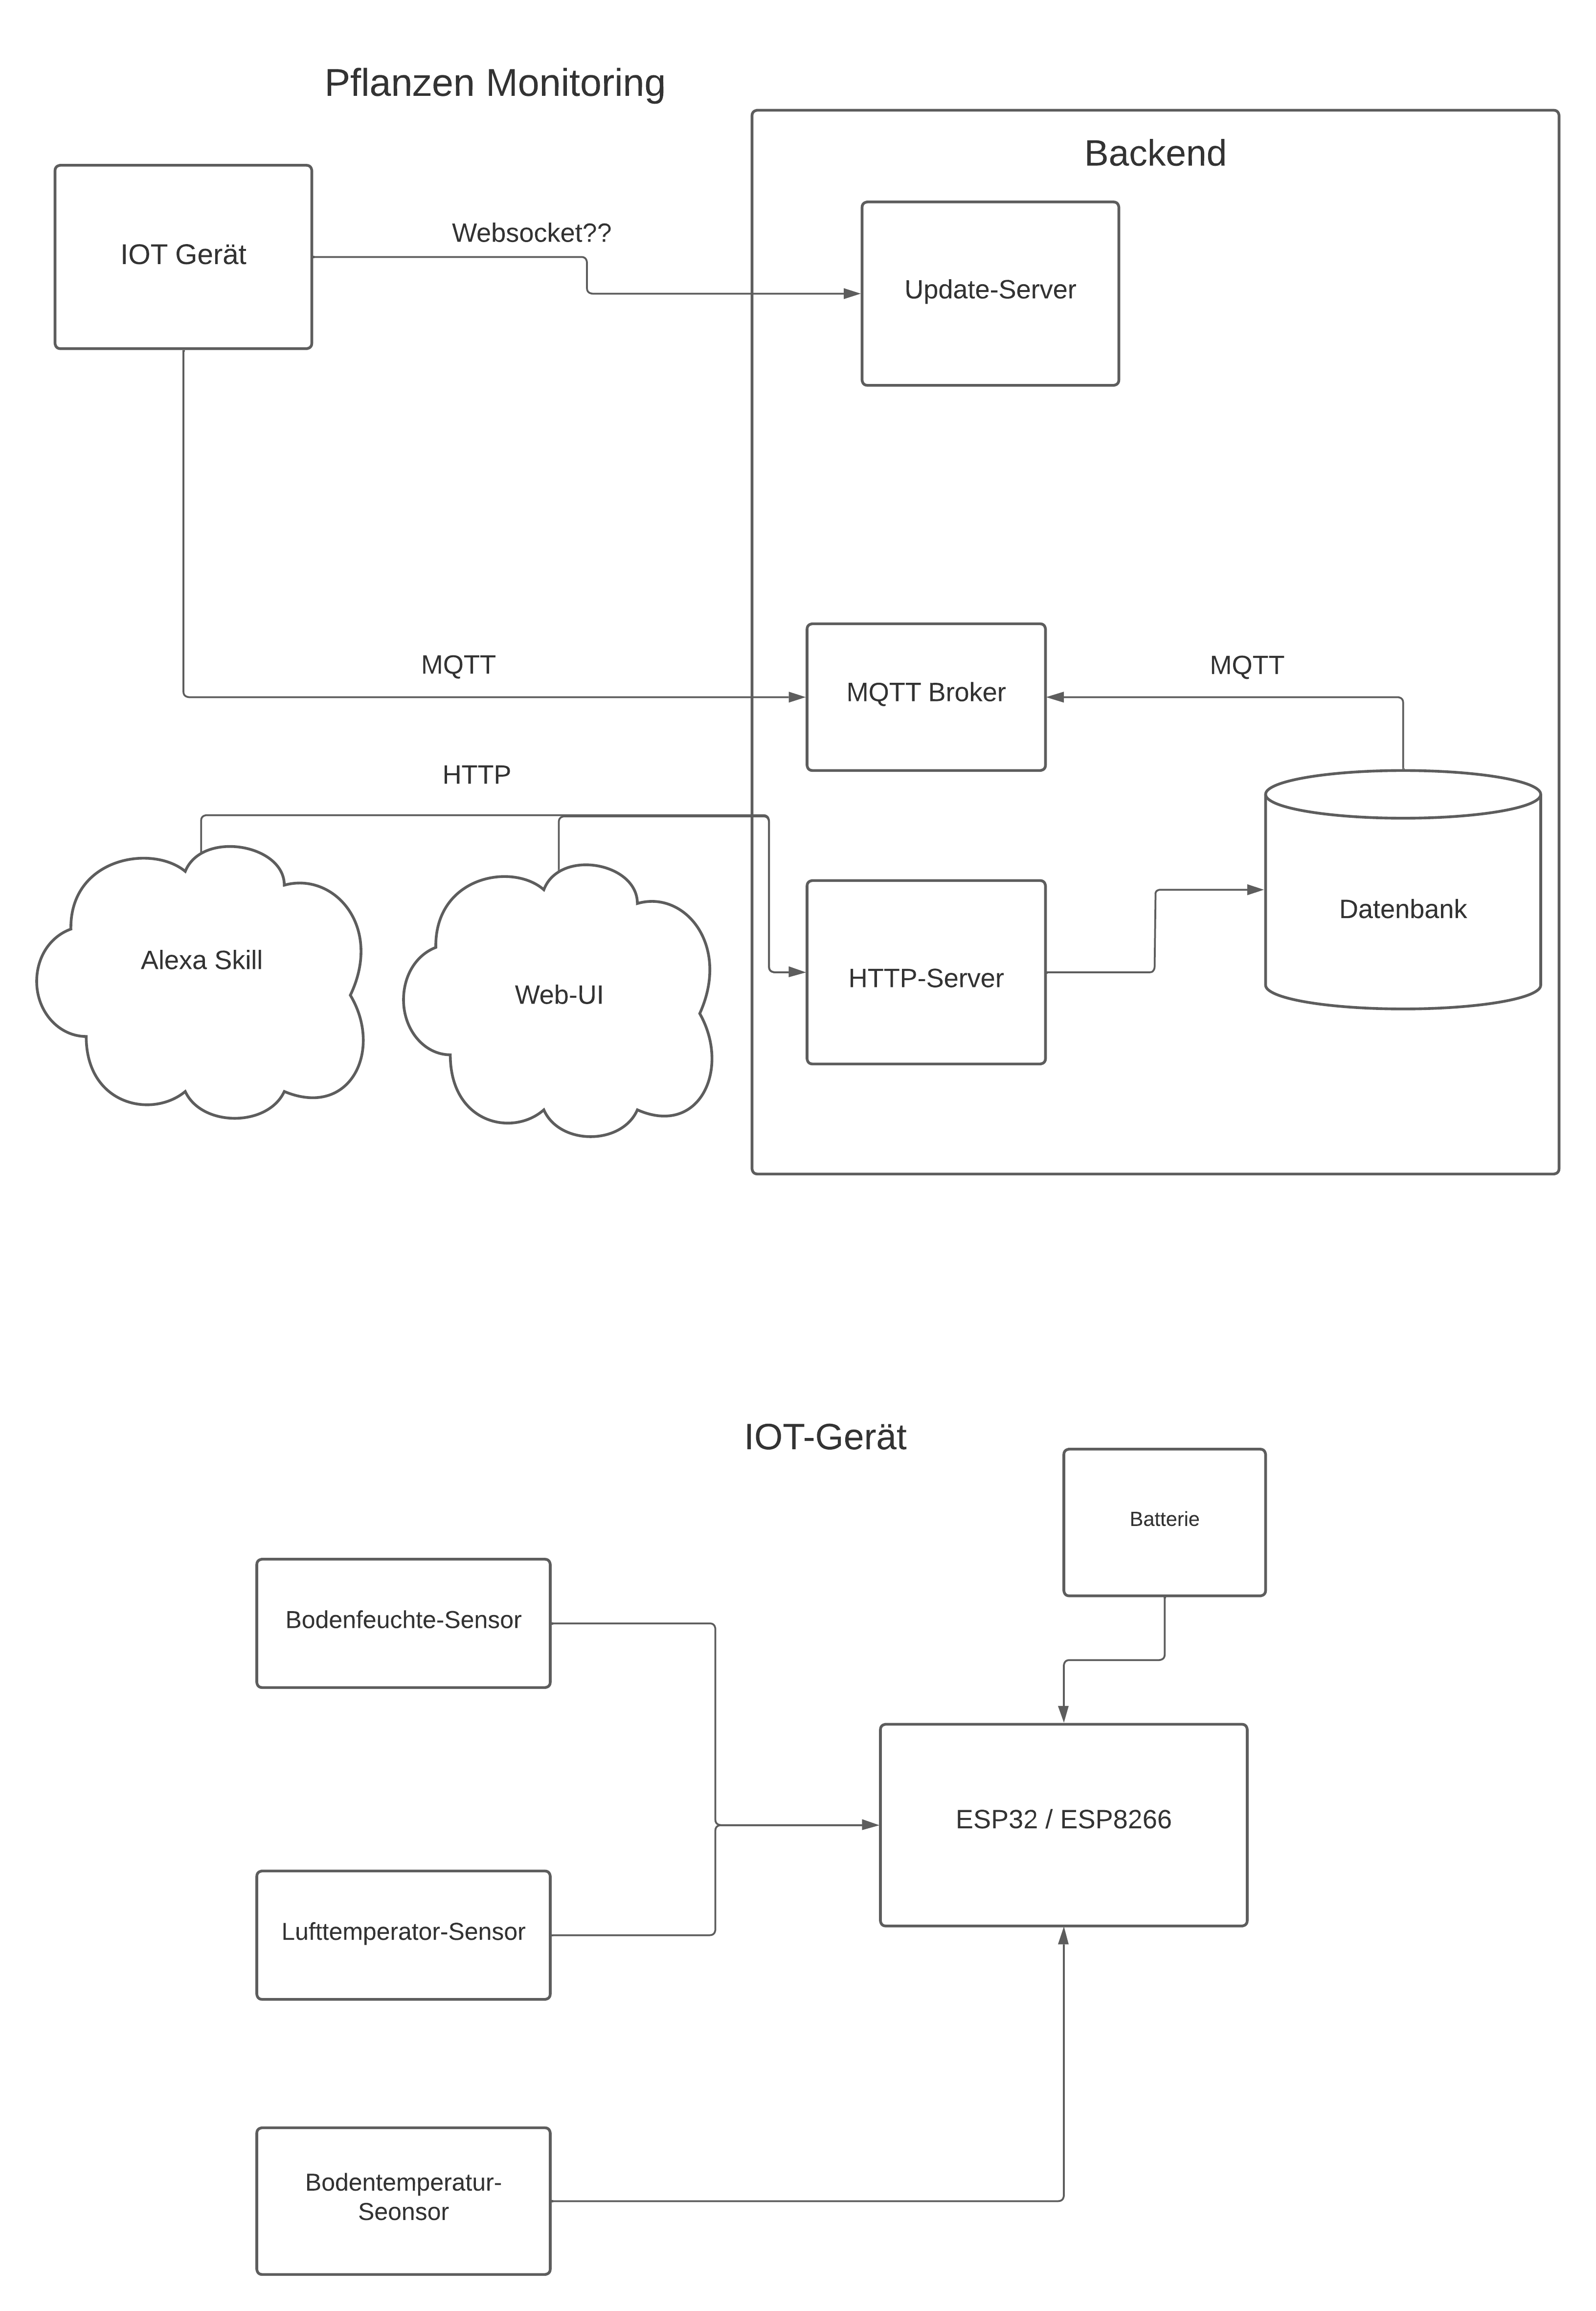 Pflanzen Monitoring
Backend
IOT Gerät
Websocket??
Update-Server
MQTT
MQTT Broker
MQTT
HTTP
Alexa Skill
Web-UI
HTTP-Server
Datenbank
IOT-Gerät
Batterie
Bodenfeuchte-Sensor
ESP32 / ESP8266
Lufttemperator-Sensor
Bodentemperatur-
Seonsor